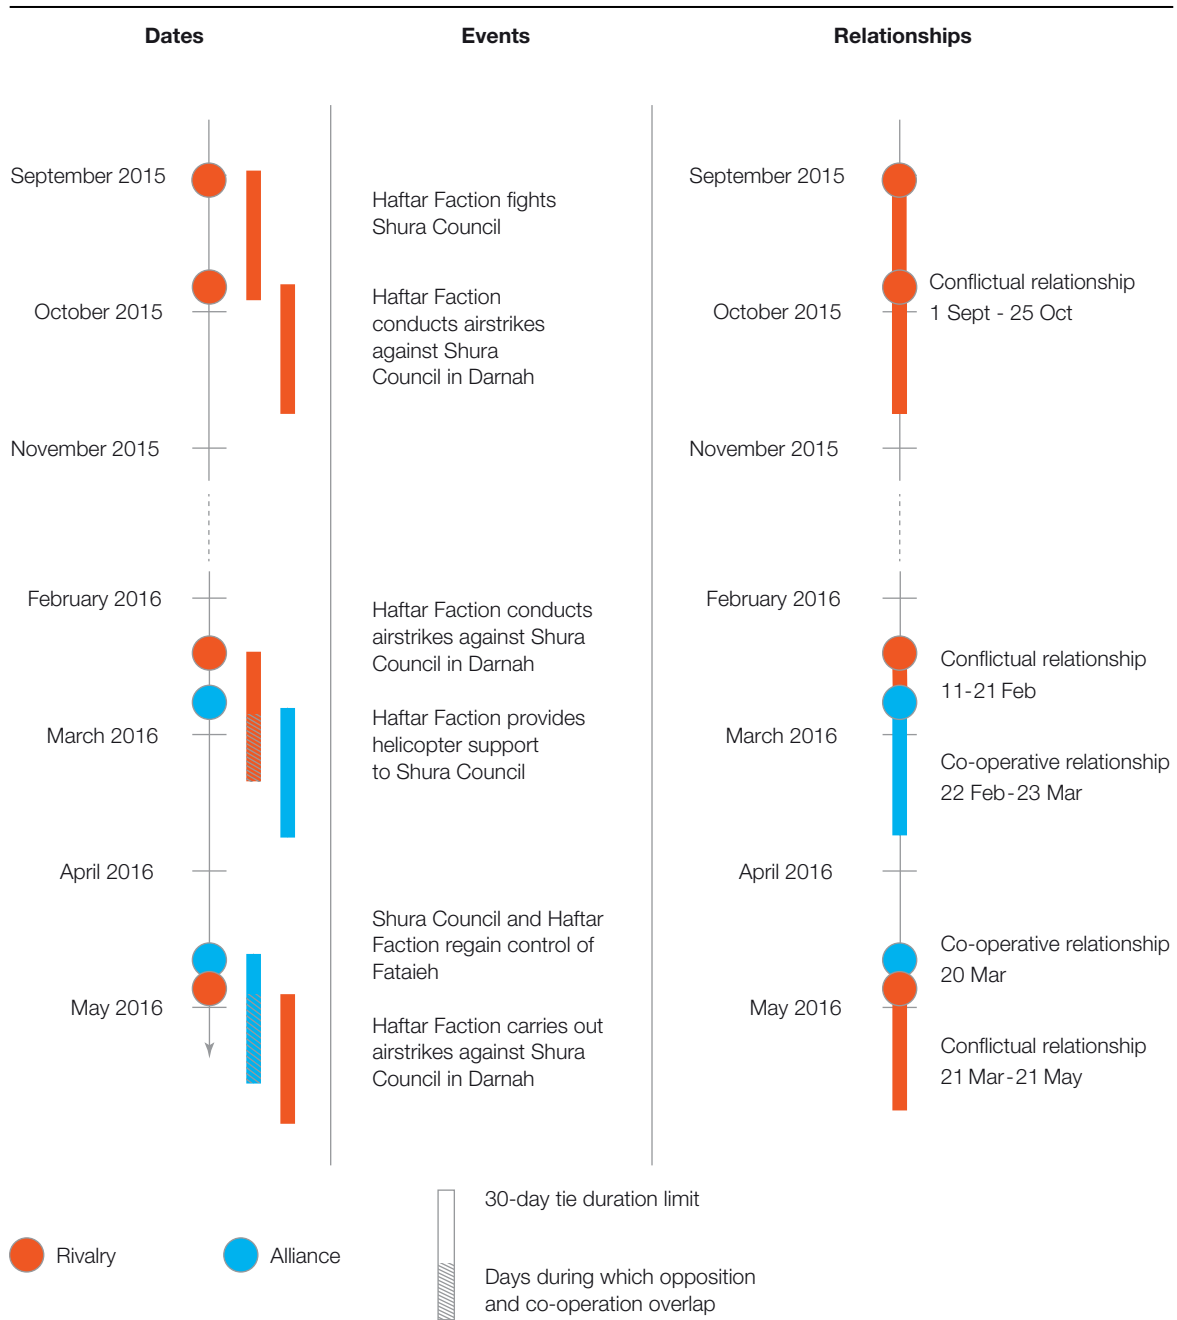 Dates
Events
Relationships
September 2015
October 2015
November 2015
February 2016
March 2016
April 2016
May 2016
Haftar Faction fights
Shura Council
Haftar Faction
conducts airstrikes
against Shura
Council in Darnah
Haftar Faction conducts
airstrikes against Shura
Council in Darnah
Haftar Faction provides
helicopter support
to Shura Council
Shura Council and Haftar
Faction regain control of
Fataieh
Haftar Faction carries out
airstrikes against Shura
Council in Darnah
September 2015
October 2015
November 2015
February 2016
March 2016
April 2016
May 2016
Conflictual relationship
1 Sept - 25 Oct
Conflictual relationship
11-21 Feb
Co-operative relationship
22 Feb-23 Mar
Co-operative relationship
20 Mar
Conflictual relationship
21 Mar-21 May
Rivalry
Alliance
30-day tie duration limit
Days during which opposition
and co-operation overlap